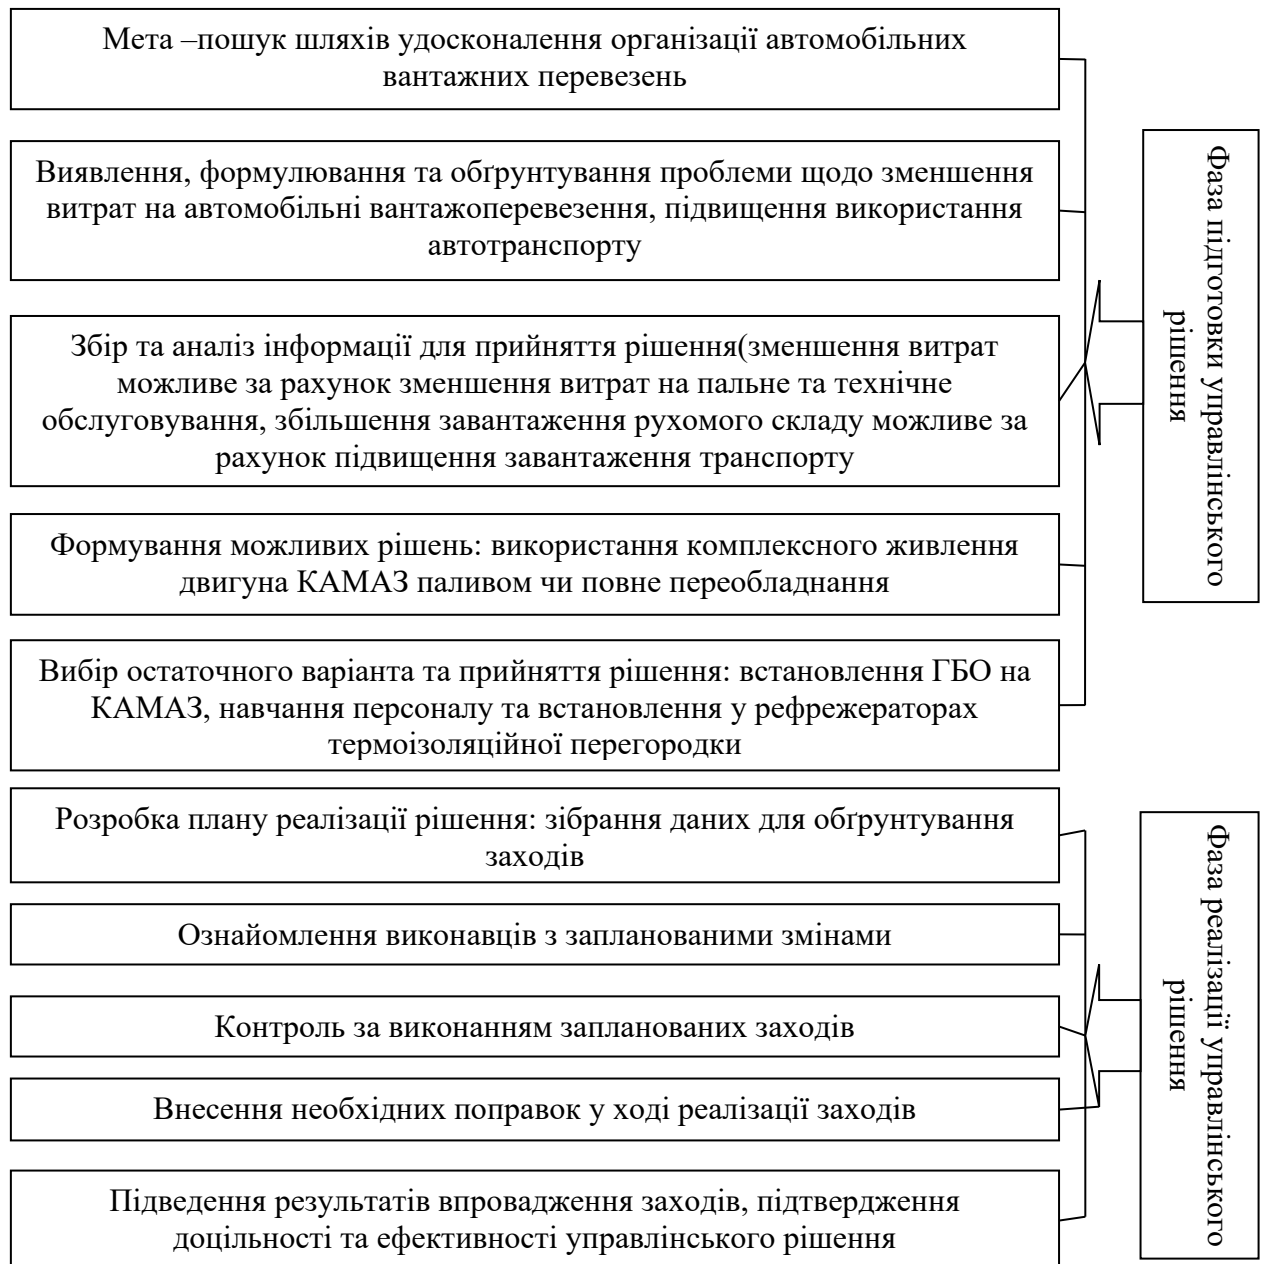 Мета –пошук шляхів удосконалення організації автомобільних
вантажних перевезень
Виявлення, формулювання та обґрунтування проблеми щодо зменшення
витрат на автомобільні вантажоперевезення, підвищення використання
автотранспорту
Збір та аналіз інформації для прийняття рішення(зменшення витрат
можливе за рахунок зменшення витрат на пальне та технічне
обслуговування, збільшення завантаження рухомого складу можливе за
рахунок підвищення завантаження транспорту
Формування можливих рішень: використання комплексного живлення
двигуна КАМАЗ паливом чи повне переобладнання
Вибір остаточного варіанта та прийняття рішення: встановлення ГБО на
КАМАЗ, навчання персоналу та встановлення у рефрежераторах
термоізоляційної перегородки
Фаза підготовки управлінського
рішення
Розробка плану реалізації рішення: зібрання даних для обґрунтування
заходів
Ознайомлення виконавців з запланованими змінами
Контроль за виконанням запланованих заходів
Внесення необхідних поправок у ході реалізації заходів
Підведення результатів впровадження заходів, підтвердження
доцільності та ефективності управлінського рішення
Фаза реалізації управлінського
рішення